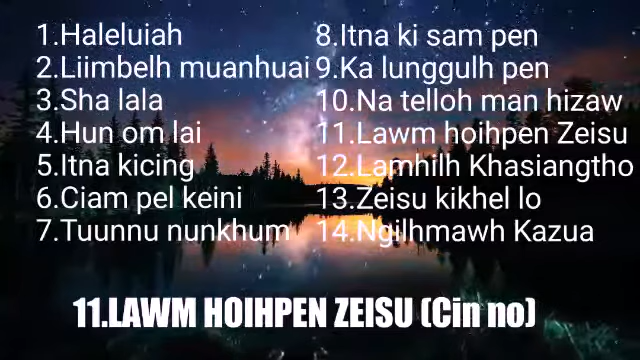 1.Haleluiah
2.Liimbelh muanhuai
3.Sha lala
4.Hun om lai
5.Itna kicing
6.Ciam pel keini
7.Tuunnu nunkhum
8.Itna ki sam pen
9.Ka lunggulh pen
10.Na telloh man hizaw
11.Lawm hoihpen Zeisu
12.Lamhilh Khasiangtho
13.Zeisu kikhel lo
14.Ngilhmawh Kazua
11.LAWM HOIHPEN ZEISU (Cin no)